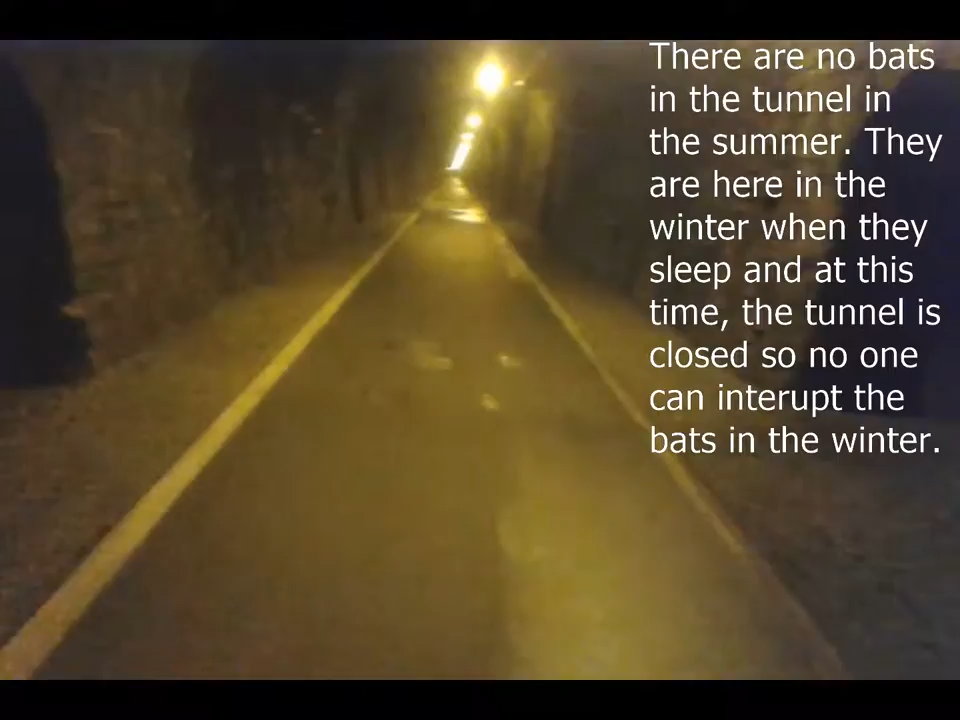 There are no bats
in the tunnel in
the summer. They
are here in the
winter when they
sleep and at this
time, the tunnel is
closed so no one
can interupt the
bats in the winter.